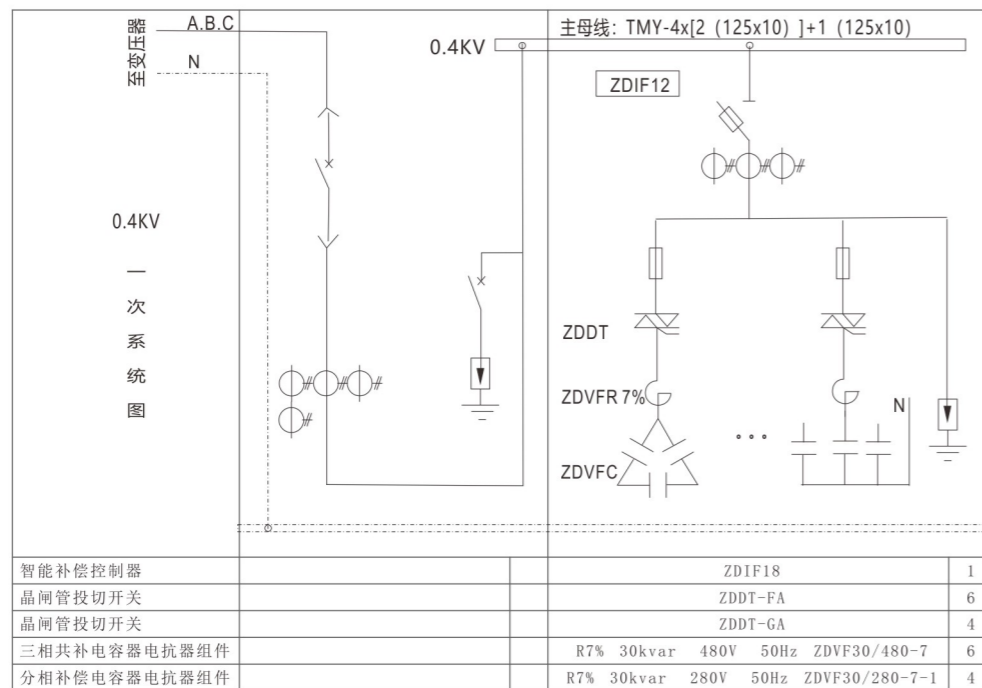 至变压器
A.B.C
N
0.4KV
一次系统图
0.4KV
主母线：TMY-4x[2 (125x10) ]+1 (125x10)
ZDIF12
ZDDT
ZDVFR 7%
ZDVFC
N
智能补偿控制器 ZDIF18 1
晶闸管投切开关 ZDDT-FA 6
晶闸管投切开关 ZDDT-GA 4
三相共补电容器电抗器组件 R7% 30kvar 480V 50Hz ZDVF30/480-7 6
分相补偿电容器电抗器组件 R7% 30kvar 280V 50Hz ZDVF30/280-7-1 4